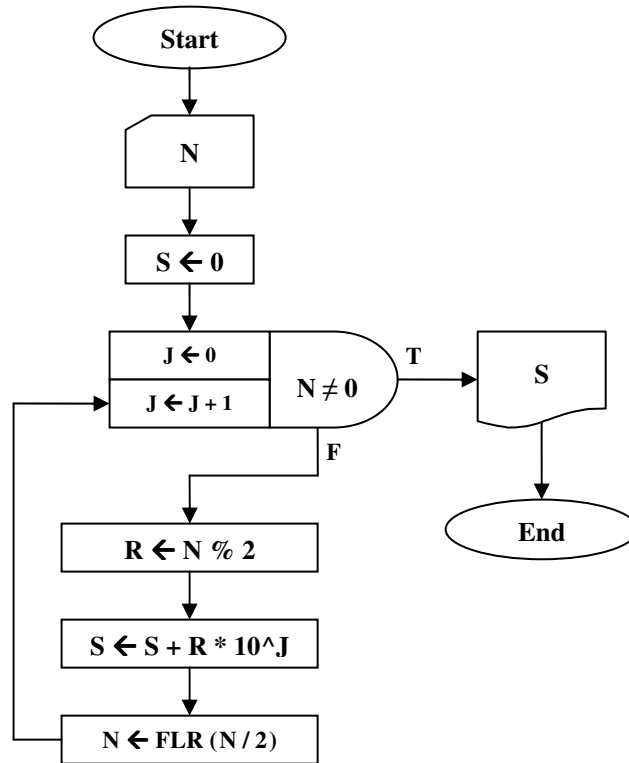 Start
N
S ← 0
J ← 0
J ← J + 1
N ≠ 0
T
S
F
End
R ← N % 2
S ← S + R * 10^J
N ← FLR (N / 2)